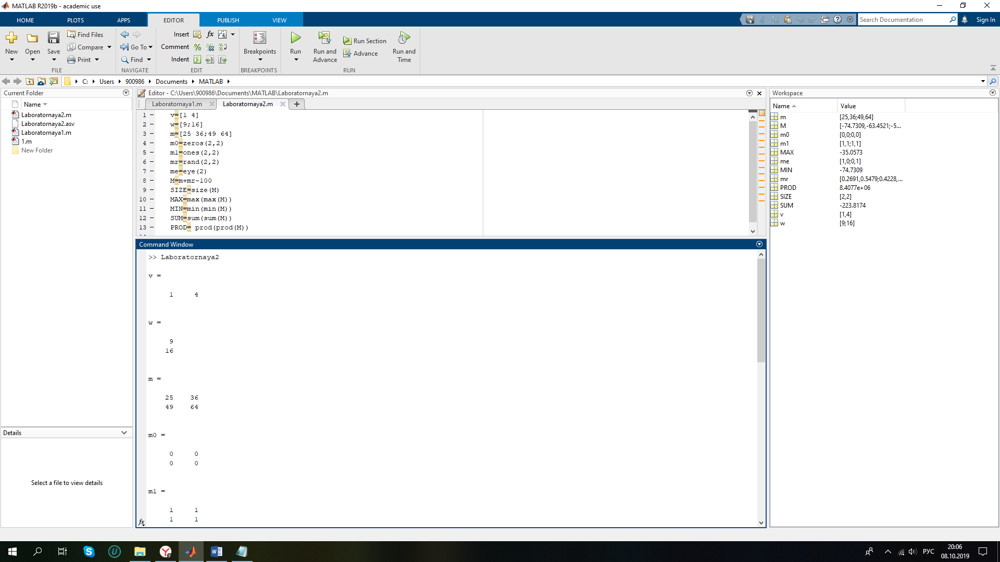 MATLAB R2019b - academic use
HOME PLOTS APPS EDITOR PUBLISH VIEW
Search Documentation
Sign In
New
Open
Save
Find Files
Compare
Print
FILE
Go To
Find
NAVIGATE
Insert fx
Comment
Indent
EDIT
Breakpoints
BREAKPOINTS
Run
Run and Advance
Run Section
Advance
Run and Time
RUN
C: Users 900986 Documents MATLAB
Current Folder
Name
Laboratornaya2.m
Laboratornaya2.asv
Laboratornaya1.m
1.m
New Folder
Details
Select a file to view details
Editor - C:\Users\900986\Documents\MATLAB\Laboratornaya2.m
Laboratornaya1.m Laboratornaya2.m
1 – v=[1 4]
2 – w=[9;16]
3 – m=[25 36;49 64]
4 – m0=zeros(2,2)
5 – m1=ones(2,2)
6 – mr=rand(2,2)
7 – me=eye(2)
8 – M=m+mr-100
9 – SIZE=size(M)
10 – MAX=max(max(M))
11 – MIN=min(min(M))
12 – SUM=sum(sum(M))
13 – PROD= prod(prod(M))
Command Window
>> Laboratornaya2
v =
1 4
w =
9
16
m =
25 36
49 64
m0 =
0 0
0 0
m1 =
1 1
1 1
fx
Workspace
Name Value
m [25,36;49,64]
M [-74.7309,-63.4521;-5...
m0 [0,0;0,0]
m1 [1,1;1,1]
MAX -35.0573
me [1,0;0,1]
MIN -74.7309
mr [0.2691,0.5479;0.4228,...
PROD 8.4077e+06
SIZE [2,2]
SUM -223.8174
v [1,4]
w [9;16]
РУС
20:06
08.10.2019